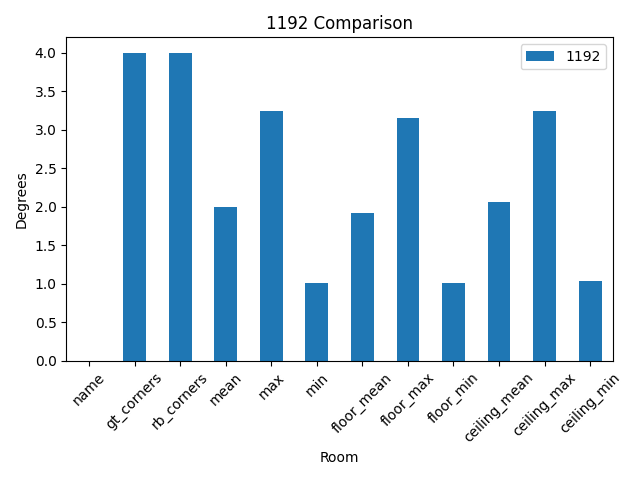 1192 Comparison
1192
Degrees
4.0
3.5
3.0
2.5
2.0
1.5
1.0
0.5
0.0
name
gt_corners
rb_corners
mean
max
min
floor_mean
floor_max
floor_min
ceiling_mean
ceiling_max
ceiling_min
Room